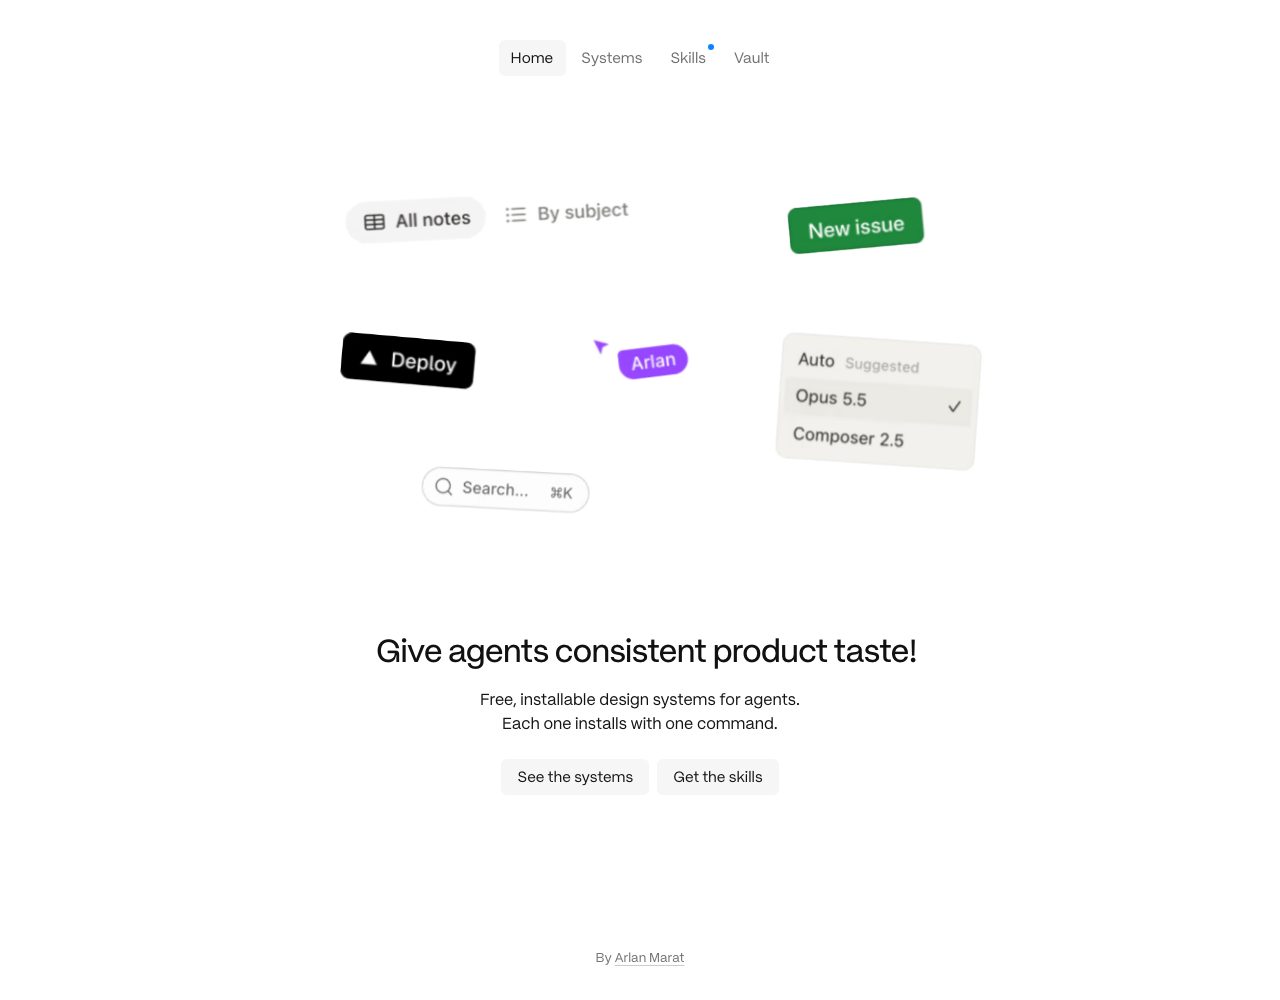 Home Systems Skills Vault
All notes By subject
New issue
Deploy
Arlan
Auto Suggested
Opus 5.5
Composer 2.5
Search... ⌘K
Give agents consistent product taste!
Free, installable design systems for agents.
Each one installs with one command.
See the systems Get the skills
By Arlan Marat